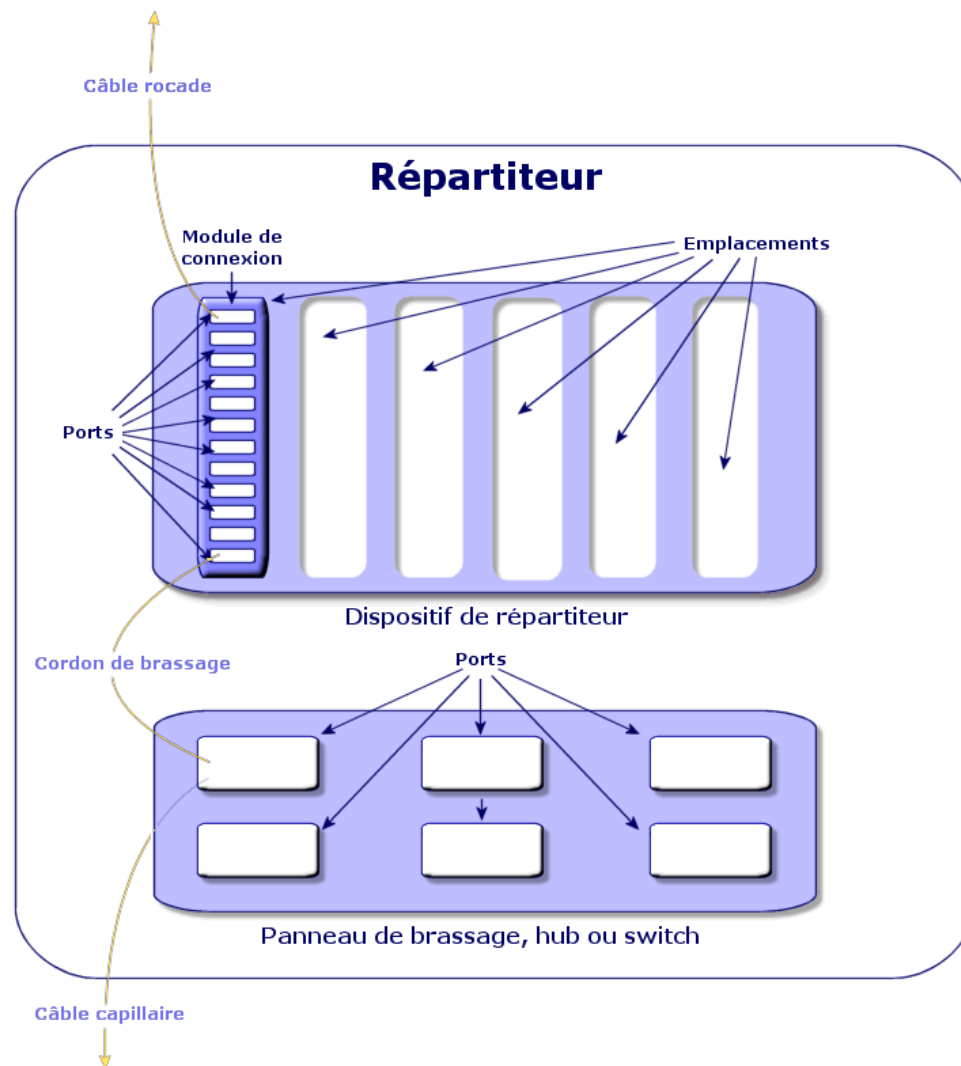 Câble rocade
Répartiteur
Module de
connexion
Emplacements
Ports
Dispositif de répartiteur
Cordon de brassage
Ports
Panneau de brassage, hub ou switch
Câble capillaire